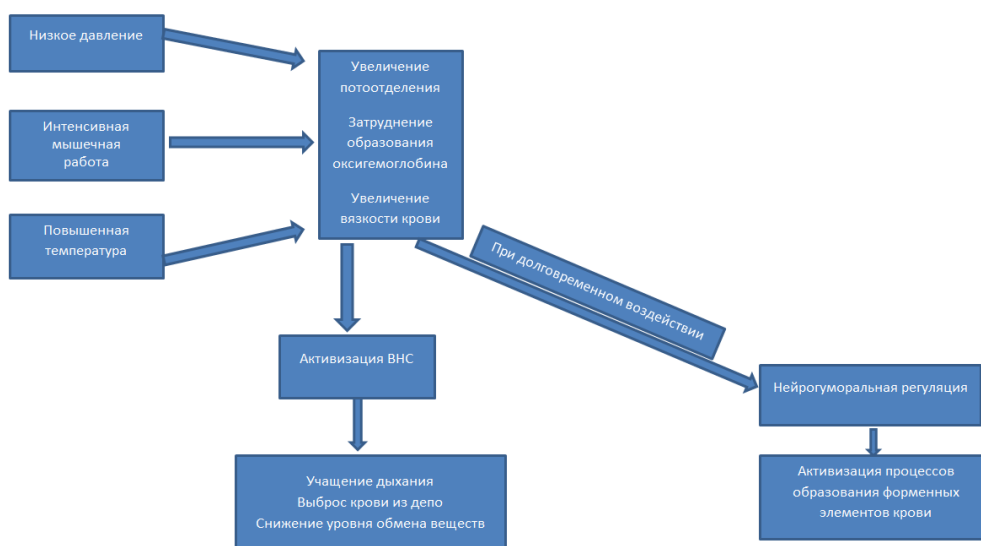 Низкое давление
Интенсивная
мышечная
работа
Повышенная
температура
Увеличение
потоотделения
Затруднение
образования
оксигемоглобина
Увеличение
вязкости крови
При долговременном воздействии
Активизация ВНС
Учащение дыхания
Выброс крови из депо
Снижение уровня обмена веществ
Нейрогуморальная регуляция
Активизация процессов
образования форменных
элементов крови